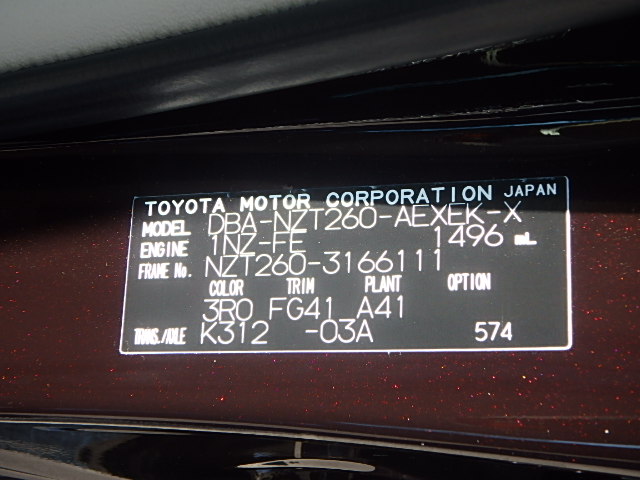 TOYOTA MOTOR CORPORATION JAPAN
MODEL DBA-NZT260-AEXEK-X
ENGINE 1NZ-FE 1496 mL
FRAME No. NZT260-3166111
COLOR TRIM PLANT OPTION
3R0 FG41 A41
TRANS./AXLE K312 -03A 574